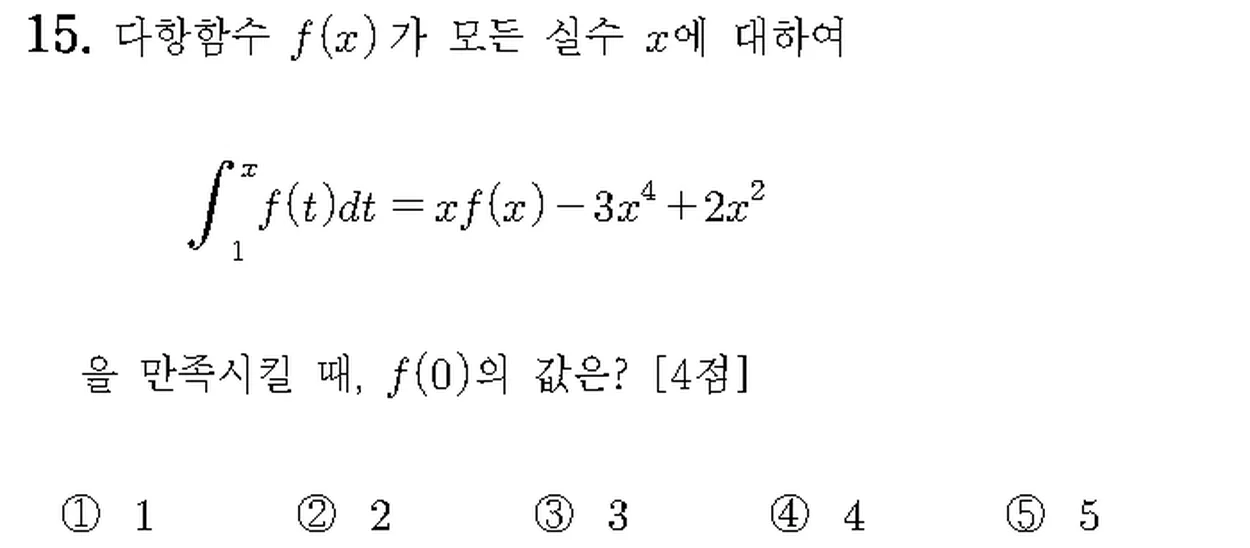 15. 다항함수 f(x)가 모든 실수 x에 대하여
∫₁ˣ f(t)dt = xf(x) − 3x⁴ + 2x²
을 만족시킬 때, f(0)의 값은? [4점]
① 1 ② 2 ③ 3 ④ 4 ⑤ 5